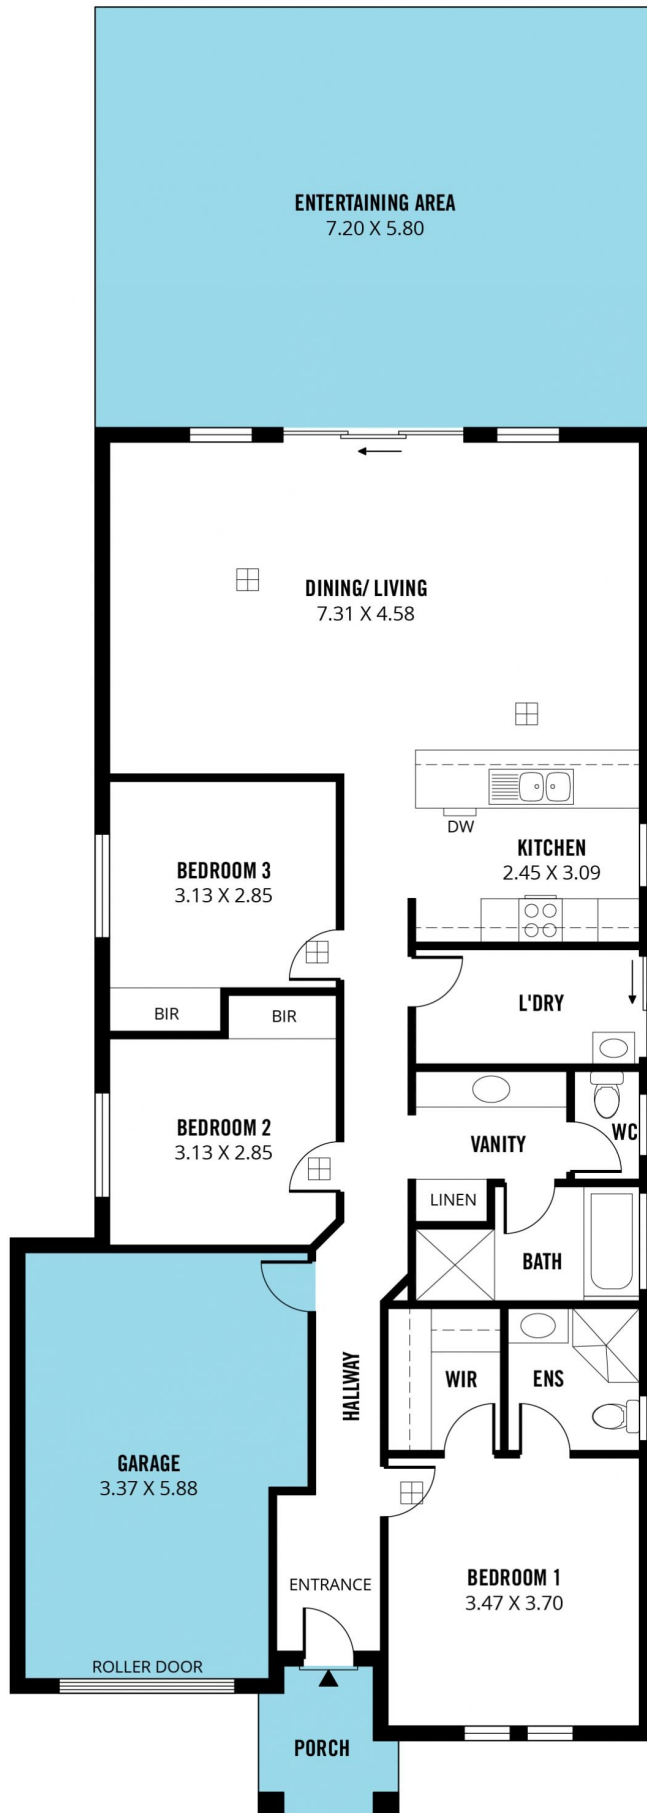 ENTERTAINING AREA
7.20 X 5.80
DINING/ LIVING
7.31 X 4.58
DW
KITCHEN
2.45 X 3.09
BEDROOM 3
3.13 X 2.85
BIR
BIR
L'DRY
BEDROOM 2
3.13 X 2.85
VANITY
WC
LINEN
BATH
HALLWAY
WIR
ENS
GARAGE
3.37 X 5.88
ENTRANCE
BEDROOM 1
3.47 X 3.70
ROLLER DOOR
PORCH